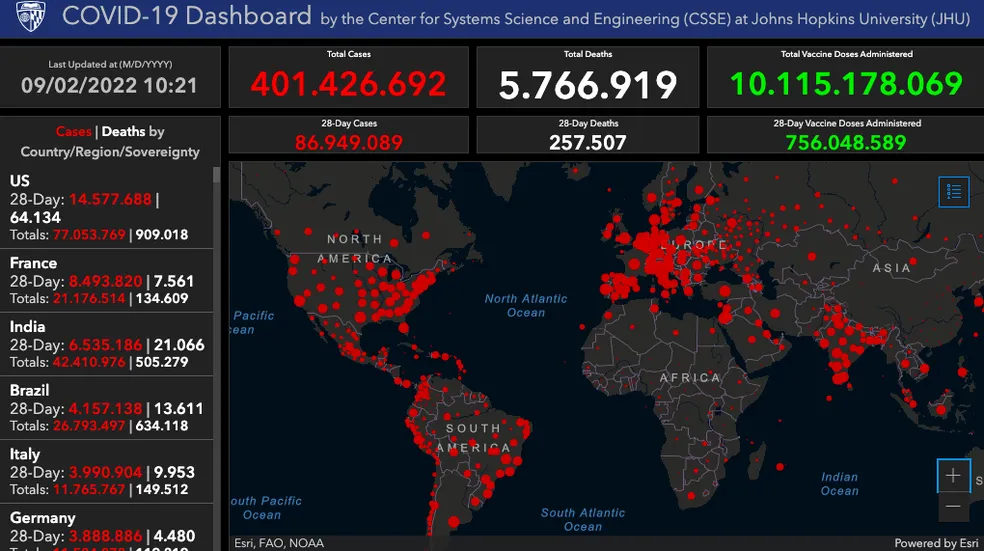 COVID-19 Dashboard by the Center for Systems Science and Engineering (CSSE) at Johns Hopkins University (JHU)
Last Updated at (M/D/YYYY)
09/02/2022 10:21
Total Cases
401.426.692
Total Deaths
5.766.919
Total Vaccine Doses Administered
10.115.178.069
28-Day Cases
86.949.089
28-Day Deaths
257.507
28-Day Vaccine Doses Administered
756.048.589
Cases | Deaths by
Country/Region/Sovereignty
US
28-Day: 14.577.688 |
64.134
Totals: 77.053.769 | 909.018
France
28-Day: 8.493.820 | 7.561
Totals: 21.176.514 | 134.609
India
28-Day: 6.535.186 | 21.066
Totals: 42.410.976 | 505.279
Brazil
28-Day: 4.157.138 | 13.611
Totals: 26.793.497 | 634.118
Italy
28-Day: 3.990.904 | 9.953
Totals: 11.765.767 | 149.512
Germany
28-Day: 3.888.886 | 4.480
NORTH
AMERICA
EUROPE
ASIA
North Atlantic
Ocean
Pacific
cean
AFRICA
SOUTH
AMERICA
Indian
Ocean
outh Pacific
Ocean
South Atlantic
Ocean
S
Esri, FAO, NOAA
Powered by Esri